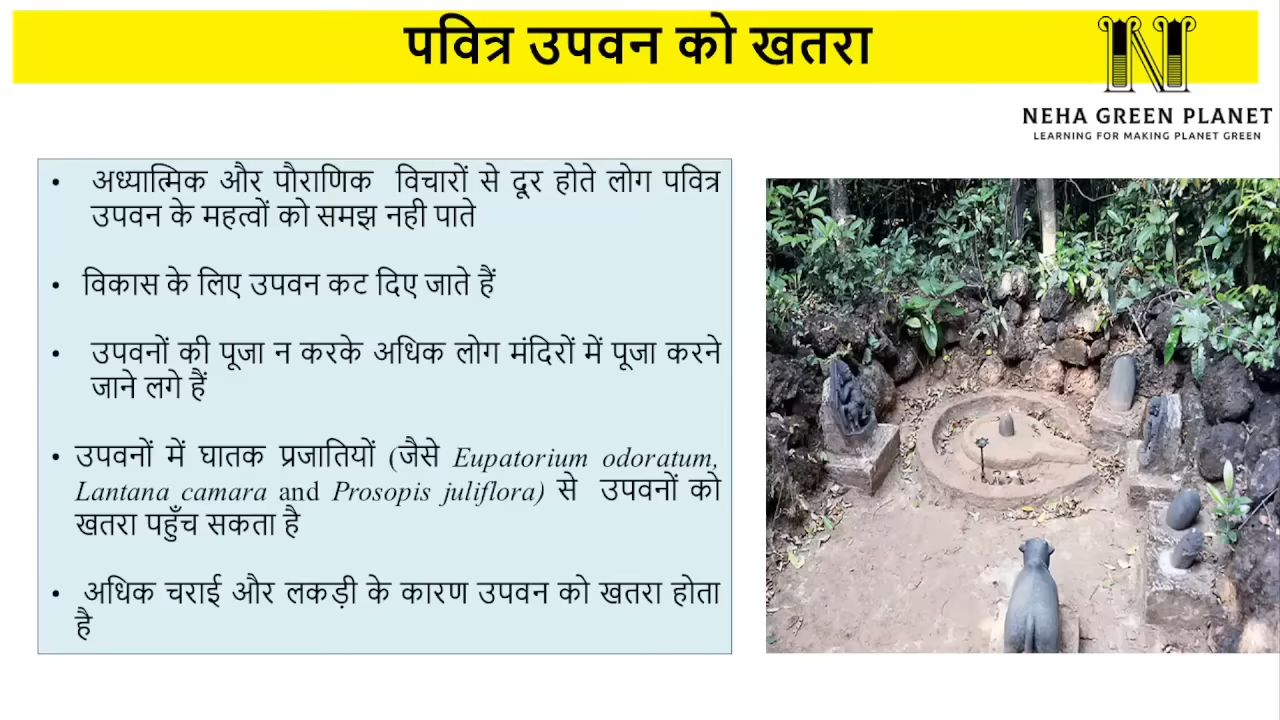 पवित्र उपवन को खतरा
NEHA GREEN PLANET
LEARNING FOR MAKING PLANET GREEN
• अध्यात्मिक और पौराणिक विचारों से दूर होते लोग पवित्र
उपवन के महत्वों को समझ नही पाते
• विकास के लिए उपवन कट दिए जाते हैं
• उपवनों की पूजा न करके अधिक लोग मंदिरों में पूजा करने
जाने लगे हैं
• उपवनों में घातक प्रजातियों (जैसे Eupatorium odoratum,
Lantana camara and Prosopis juliflora) से उपवनों को
खतरा पहुँच सकता है
• अधिक चराई और लकड़ी के कारण उपवन को खतरा होता
है